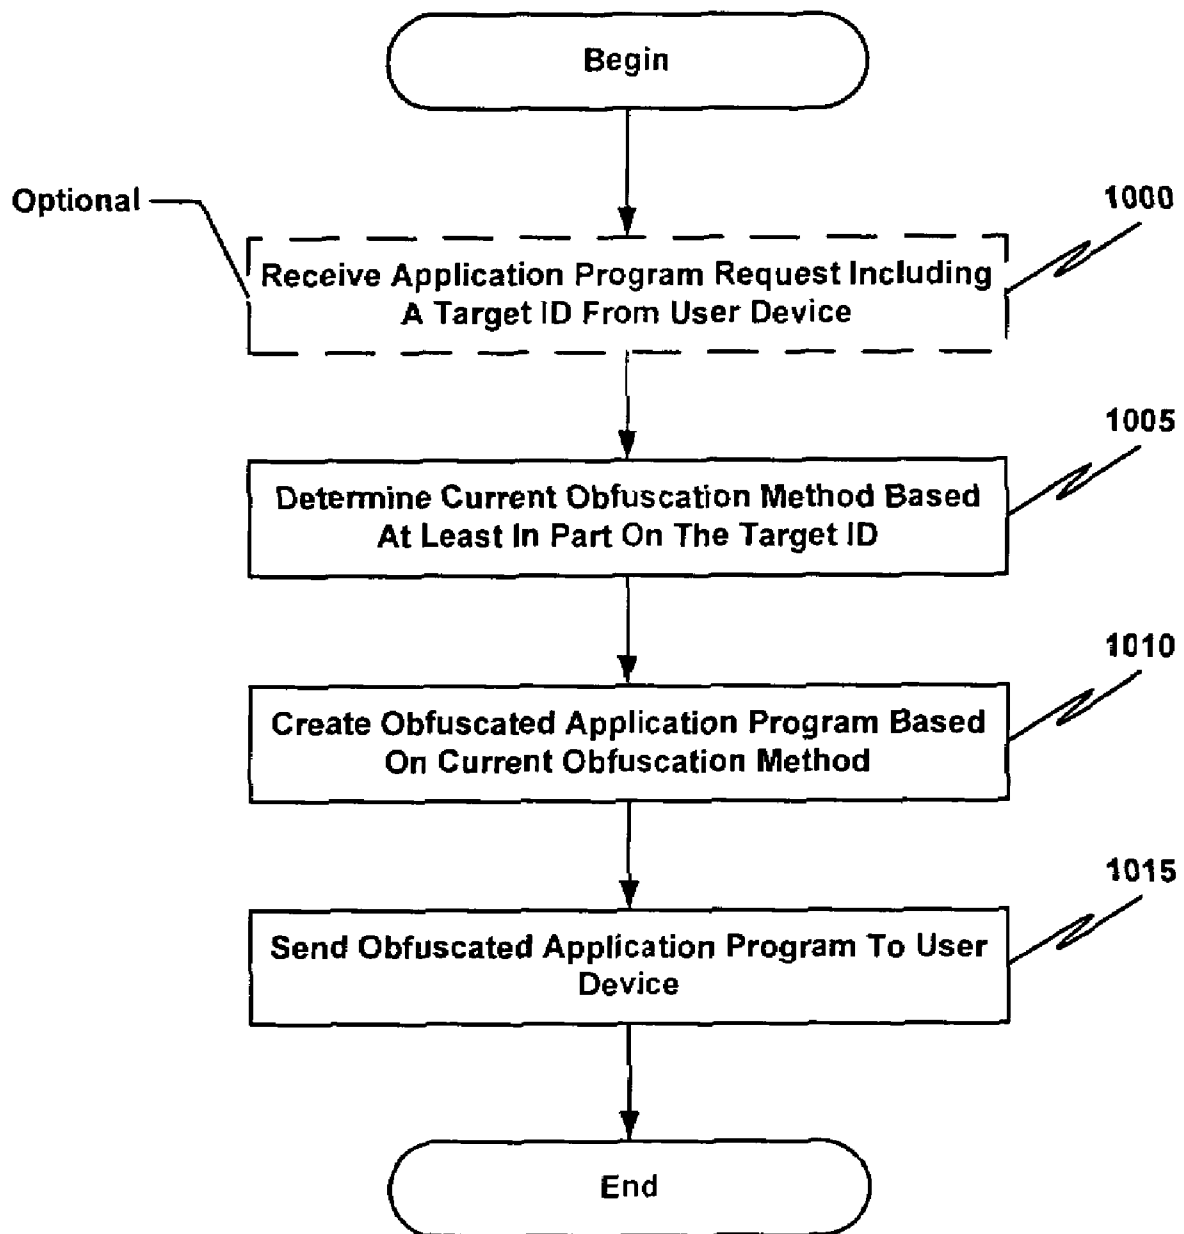 Begin
Optional
1000
Receive Application Program Request Including
A Target ID From User Device
1005
Determine Current Obfuscation Method Based
At Least In Part On The Target ID
1010
Create Obfuscated Application Program Based
On Current Obfuscation Method
1015
Send Obfuscated Application Program To User
Device
End